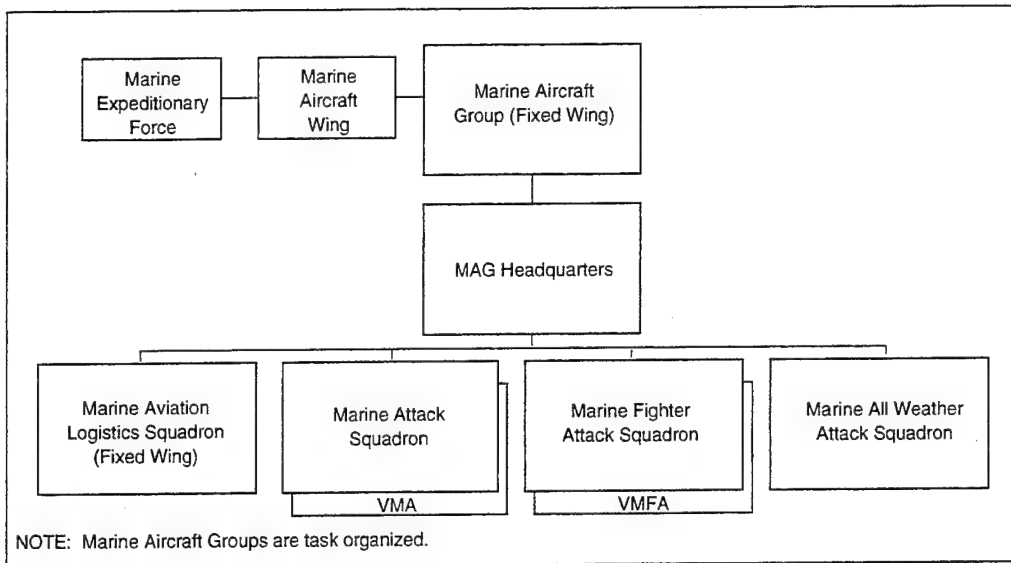 Marine
Expeditionary
Force
Marine
Aircraft
Wing
Marine Aircraft
Group (Fixed Wing)
MAG Headquarters
Marine Aviation
Logistics Squadron
(Fixed Wing)
Marine Attack
Squadron
VMA
Marine Fighter
Attack Squadron
VMFA
Marine All Weather
Attack Squadron
NOTE: Marine Aircraft Groups are task organized.